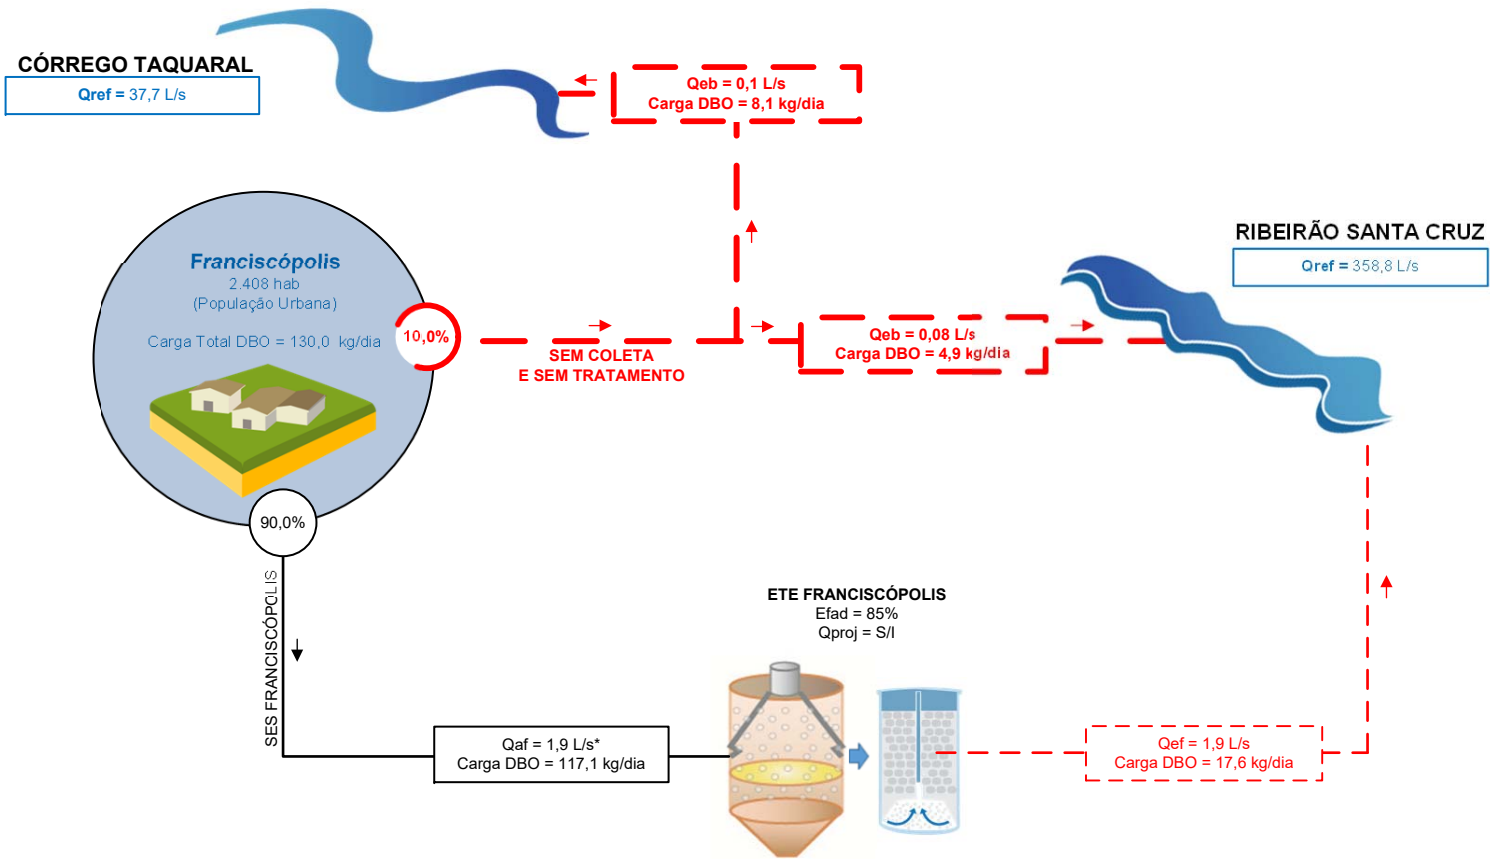 CÓRREGO TAQUARAL
Qref = 37,7 L/s
Qeb = 0,1 L/s
Carga DBO = 8,1 kg/dia
RIBEIRÃO SANTA CRUZ
Qref = 358,8 L/s
Franciscópolis
2.408 hab
(População Urbana)
Carga Total DBO = 130,0 kg/dia
10,0%
SEM COLETA
E SEM TRATAMENTO
Qeb = 0,08 L/s
Carga DBO = 4,9 kg/dia
90,0%
SES FRANCISCÓPOLIS
ETE FRANCISCÓPOLIS
Efad = 85%
Qproj = S/I
Qaf = 1,9 L/s*
Carga DBO = 117,1 kg/dia
Qef = 1,9 L/s
Carga DBO = 17,6 kg/dia